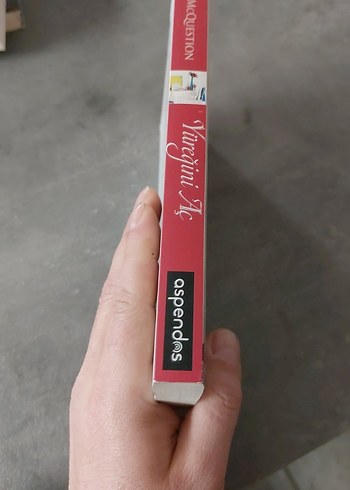 McQUESTION
Yüreğini Aç
aspendos